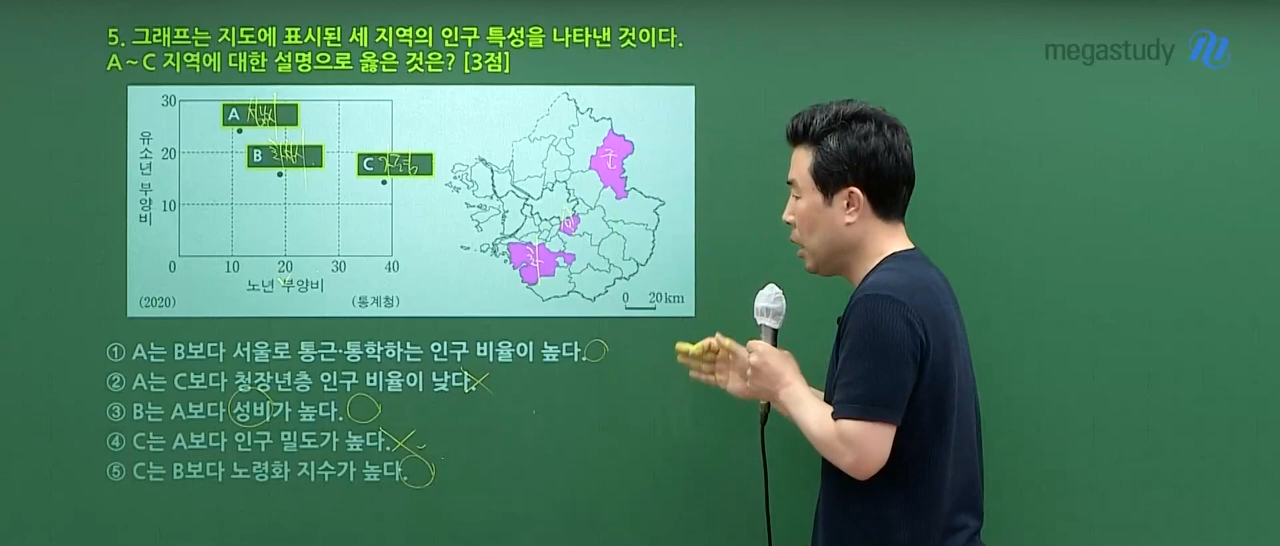 5. 그래프는 지도에 표시된 세 지역의 인구 특성을 나타낸 것이다.
A~C 지역에 대한 설명으로 옳은 것은? [3점]
megastudy
30
20
10
유소년 부양비
A
B
C
군
화
0 10 20 30 40
노년 부양비
(2020)
(통계청)
0 20km
① A는 B보다 서울로 통근·통학하는 인구 비율이 높다.
② A는 C보다 청장년층 인구 비율이 낮다.
③ B는 A보다 성비가 높다.
④ C는 A보다 인구 밀도가 높다.
⑤ C는 B보다 노령화 지수가 높다.